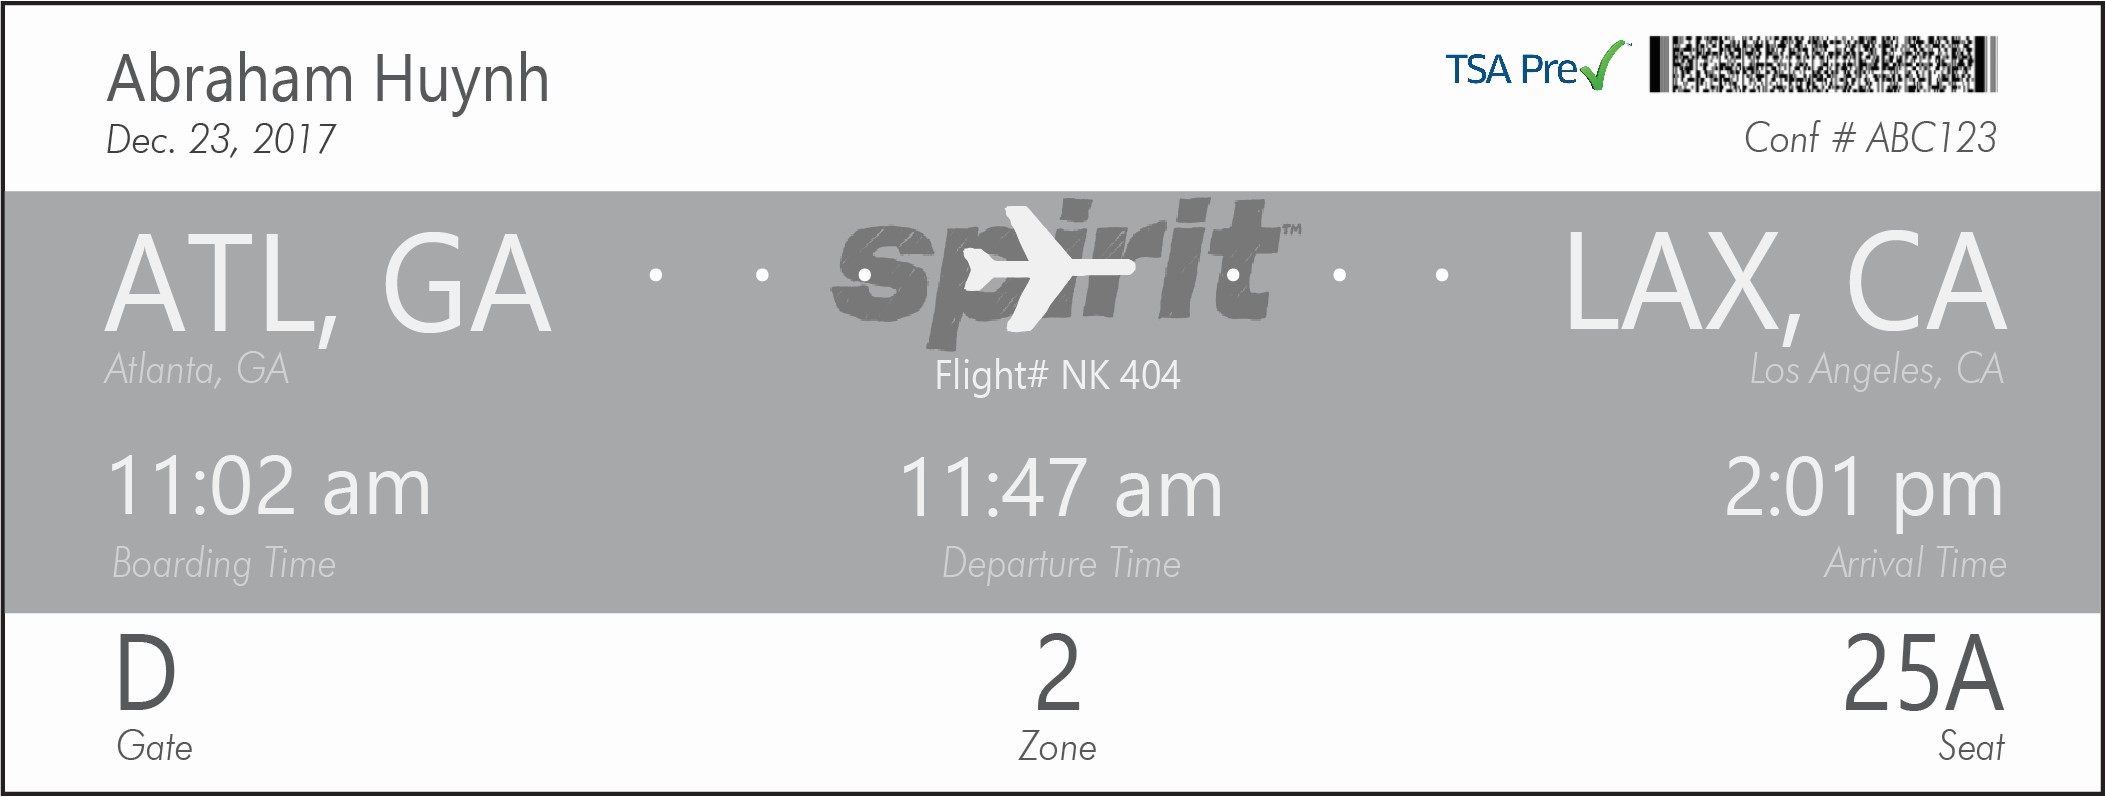 Abraham Huynh
Dec. 23, 2017
TSA Pre✓™
Conf # ABC123
ATL, GA
Atlanta, GA
spirit™
Flight# NK 404
LAX, CA
Los Angeles, CA
11:02 am
Boarding Time
11:47 am
Departure Time
2:01 pm
Arrival Time
D
Gate
2
Zone
25A
Seat